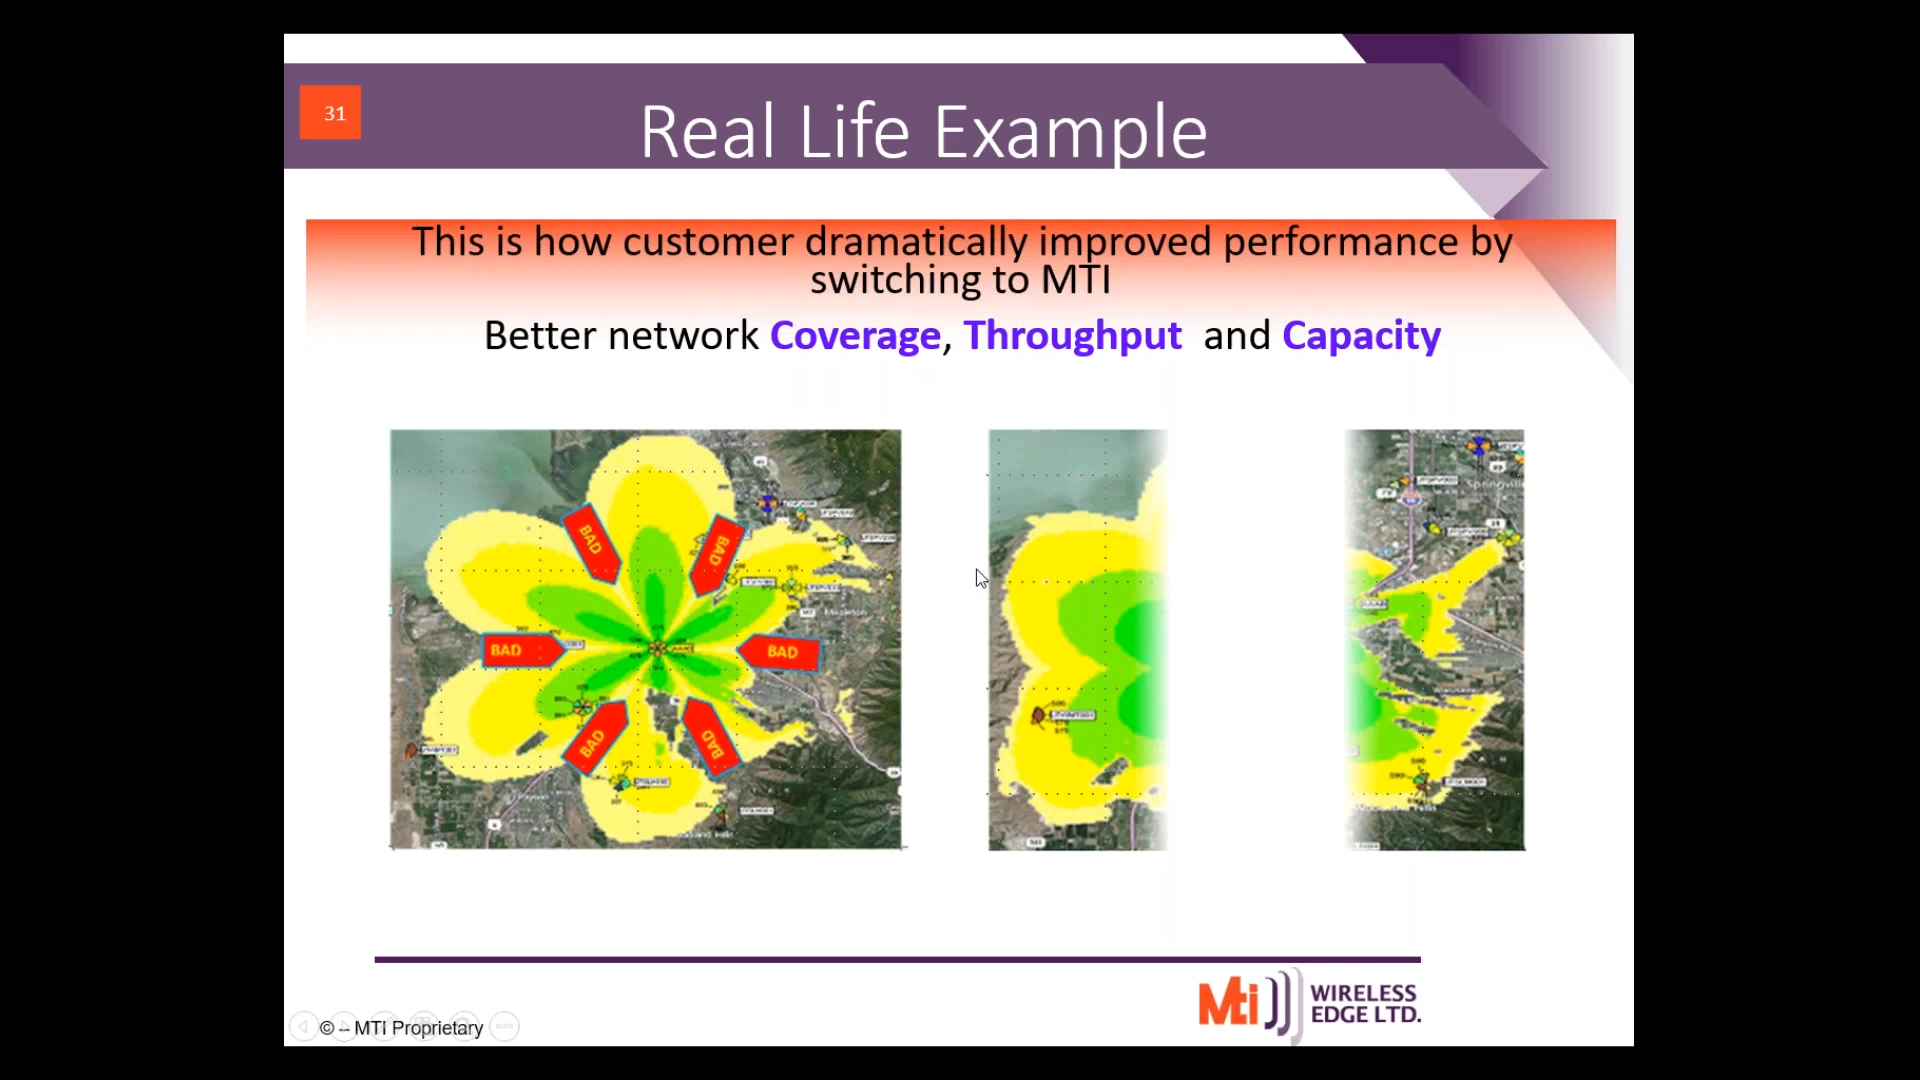 31
Real Life Example
This is how customer dramatically improved performance by
switching to MTI
Better network Coverage, Throughput and Capacity
BAD
BAD
BAD
BAD
BAD
BAD
Springvill
© – MTI Proprietary
Mti WIRELESS
EDGE LTD.